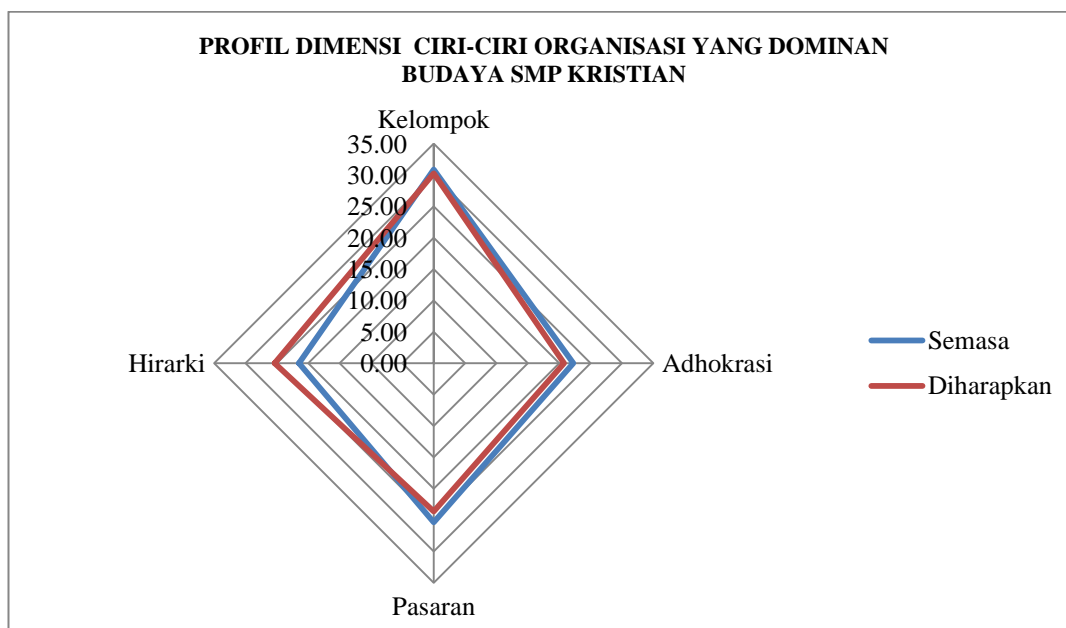 PROFIL DIMENSI CIRI-CIRI ORGANISASI YANG DOMINAN
BUDAYA SMP KRISTIAN
Kelompok
35.00
30.00
25.00
20.00
15.00
10.00
5.00
0.00
Hirarki
Adhokrasi
Pasaran
Semasa
Diharapkan